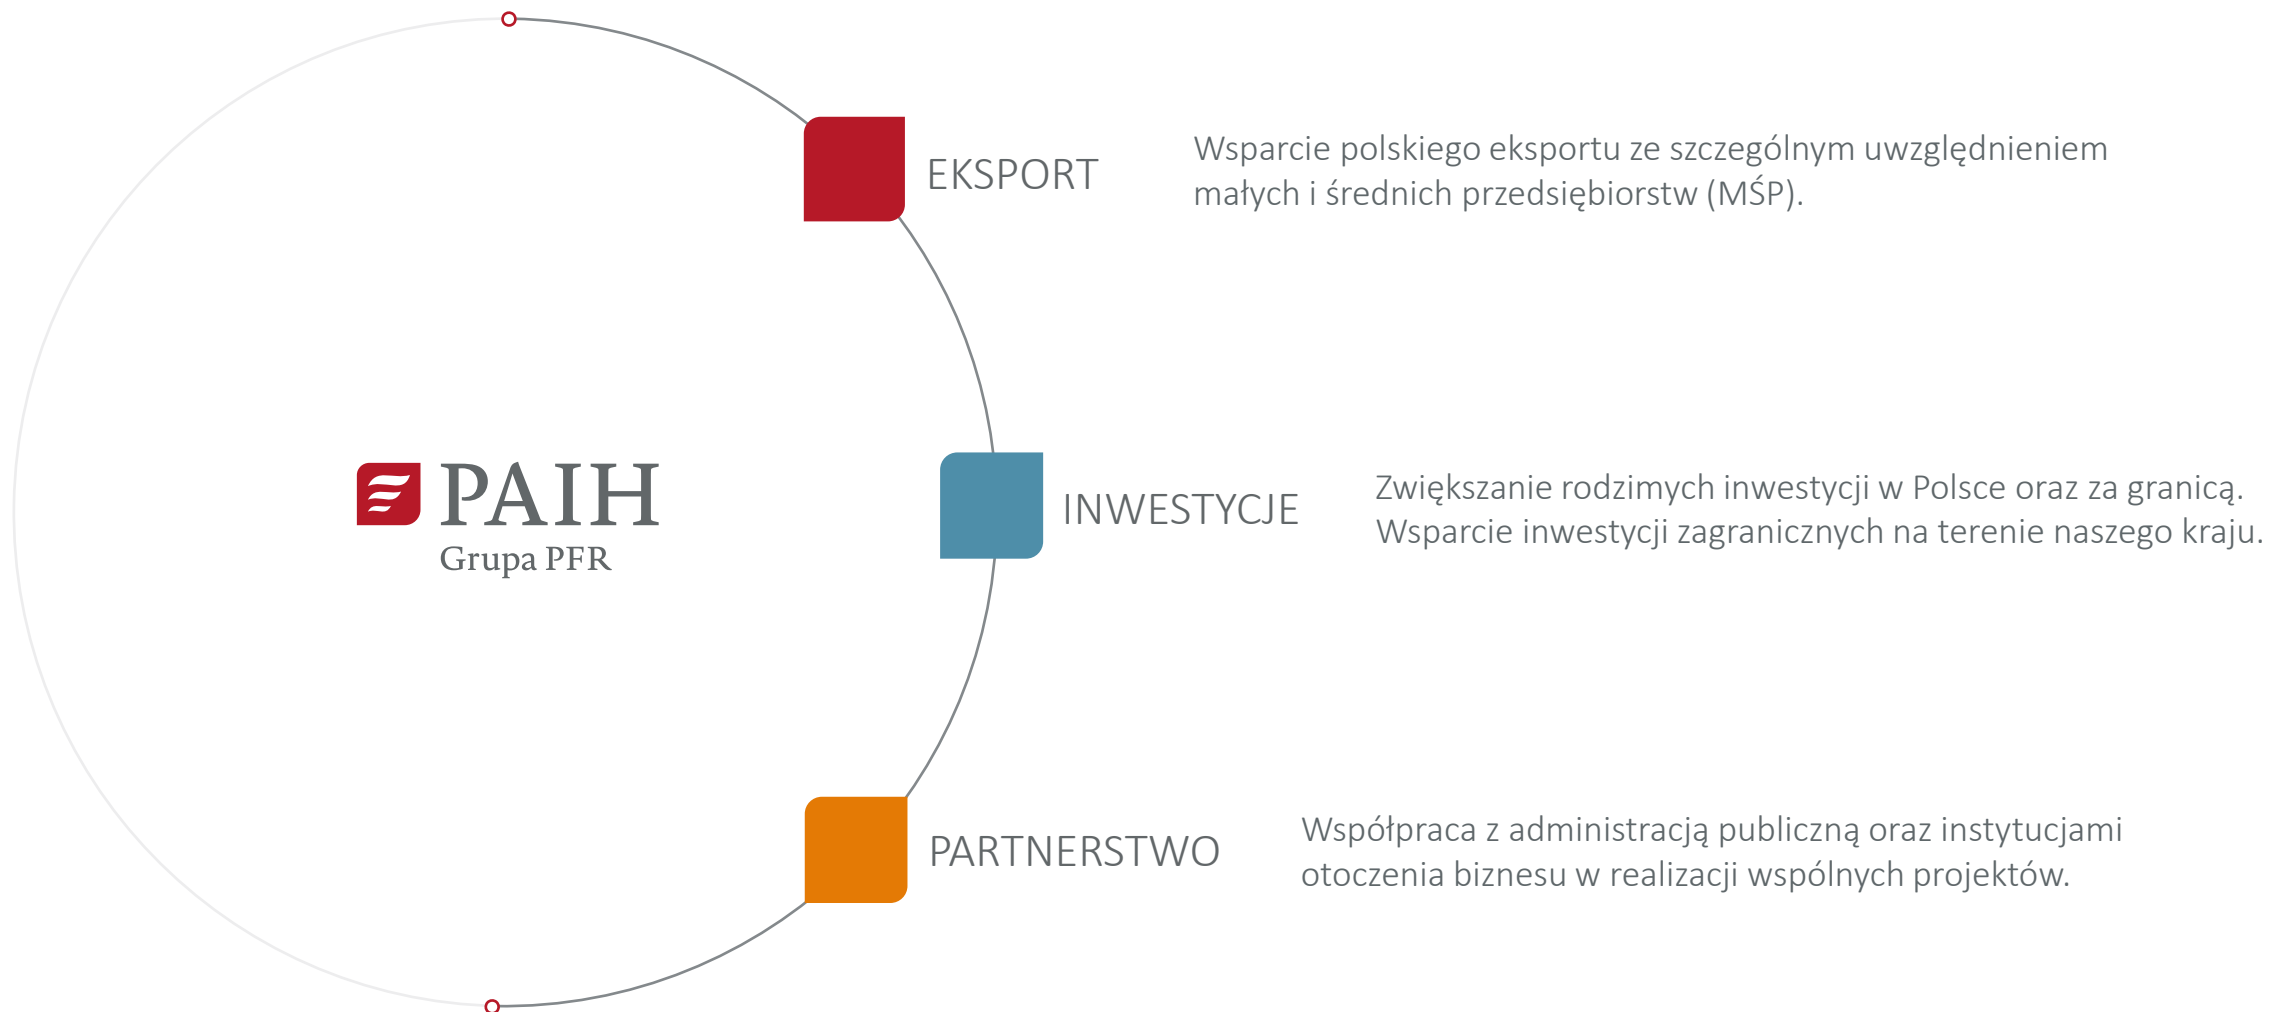 EKSPORT
Wsparcie polskiego eksportu ze szczególnym uwzględnieniem
małych i średnich przedsiębiorstw (MŚP).
PAIH
Grupa PFR
INWESTYCJE
Zwiększanie rodzimych inwestycji w Polsce oraz za granicą.
Wsparcie inwestycji zagranicznych na terenie naszego kraju.
PARTNERSTWO
Współpraca z administracją publiczną oraz instytucjami
otoczenia biznesu w realizacji wspólnych projektów.